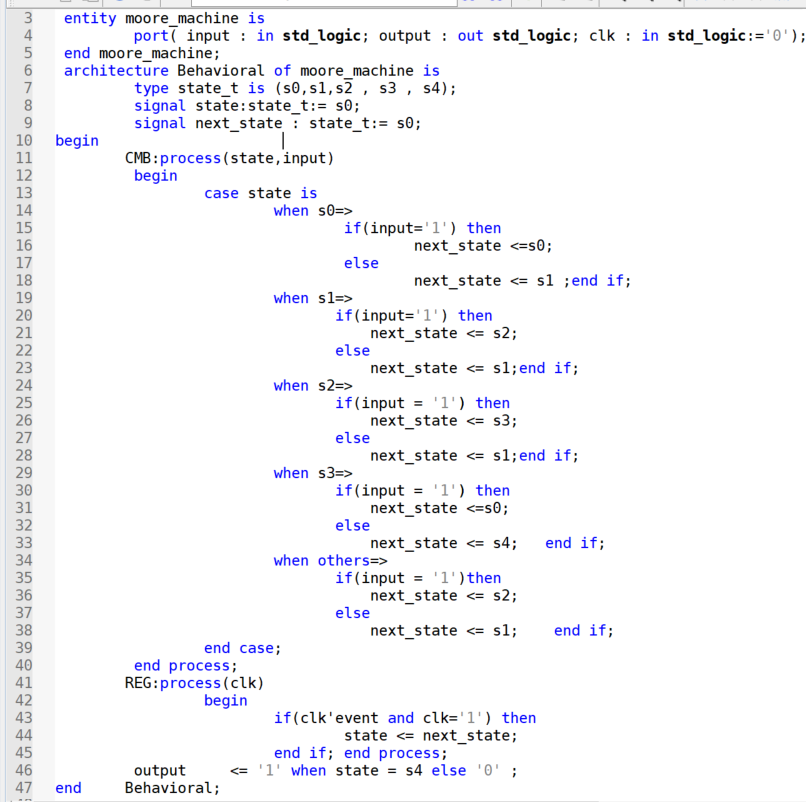 3 entity moore_machine is
4 port( input : in std_logic; output : out std_logic; clk : in std_logic:='0');
5 end moore_machine;
6 architecture Behavioral of moore_machine is
7 type state_t is (s0,s1,s2 , s3 , s4);
8 signal state:state_t:= s0;
9 signal next_state : state_t:= s0;
10 begin
11 CMB:process(state,input)
12 begin
13 case state is
14 when s0=>
15 if(input='1') then
16 next_state <=s0;
17 else
18 next_state <= s1 ;end if;
19 when s1=>
20 if(input='1') then
21 next_state <= s2;
22 else
23 next_state <= s1;end if;
24 when s2=>
25 if(input = '1') then
26 next_state <= s3;
27 else
28 next_state <= s1;end if;
29 when s3=>
30 if(input = '1') then
31 next_state <=s0;
32 else
33 next_state <= s4; end if;
34 when others=>
35 if(input = '1')then
36 next_state <= s2;
37 else
38 next_state <= s1; end if;
39 end case;
40 end process;
41 REG:process(clk)
42 begin
43 if(clk'event and clk='1') then
44 state <= next_state;
45 end if; end process;
46 output <= '1' when state = s4 else '0' ;
47 end Behavioral;